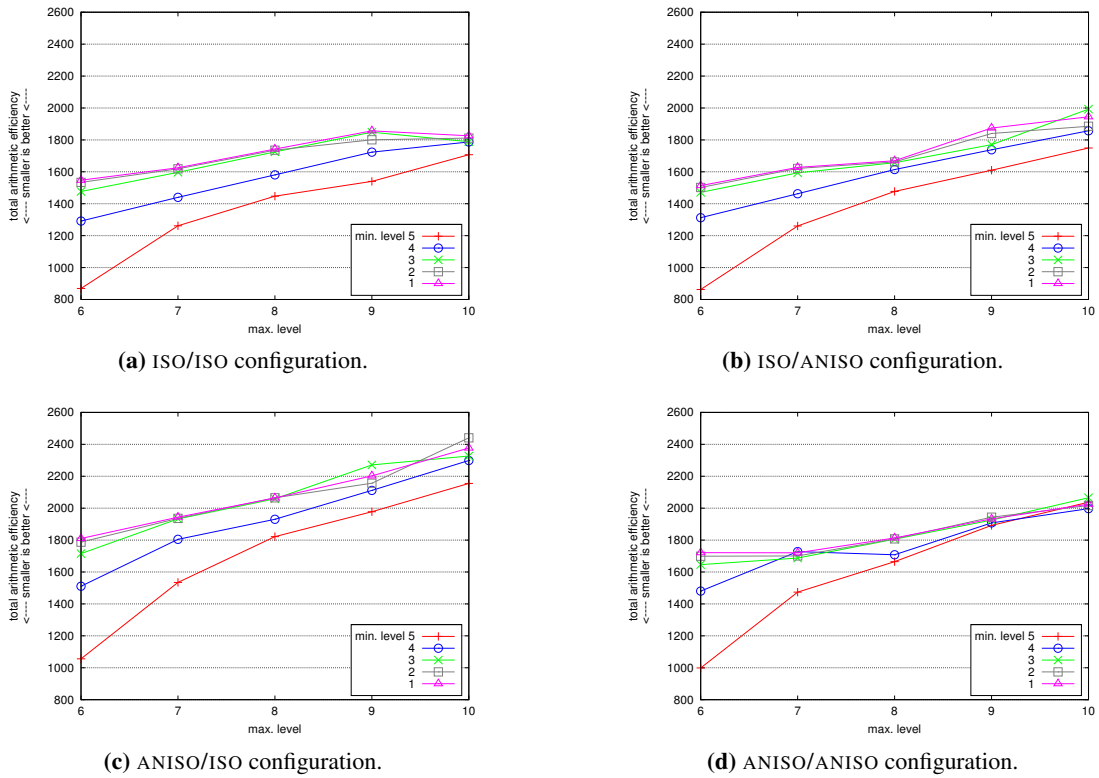 2600
2400
2200
2000
1800
1600
1400
1200
1000
800
total arithmetic efficiency
<---- smaller is better <----
min. level 5
4
3
2
1
6 7 8 9 10
max. level
(a) ISO/ISO configuration.
2600
2400
2200
2000
1800
1600
1400
1200
1000
800
total arithmetic efficiency
<---- smaller is better <----
min. level 5
4
3
2
1
6 7 8 9 10
max. level
(b) ISO/ANISO configuration.
2600
2400
2200
2000
1800
1600
1400
1200
1000
800
total arithmetic efficiency
<---- smaller is better <----
min. level 5
4
3
2
1
6 7 8 9 10
max. level
(c) ANISO/ISO configuration.
2600
2400
2200
2000
1800
1600
1400
1200
1000
800
total arithmetic efficiency
<---- smaller is better <----
min. level 5
4
3
2
1
6 7 8 9 10
max. level
(d) ANISO/ANISO configuration.